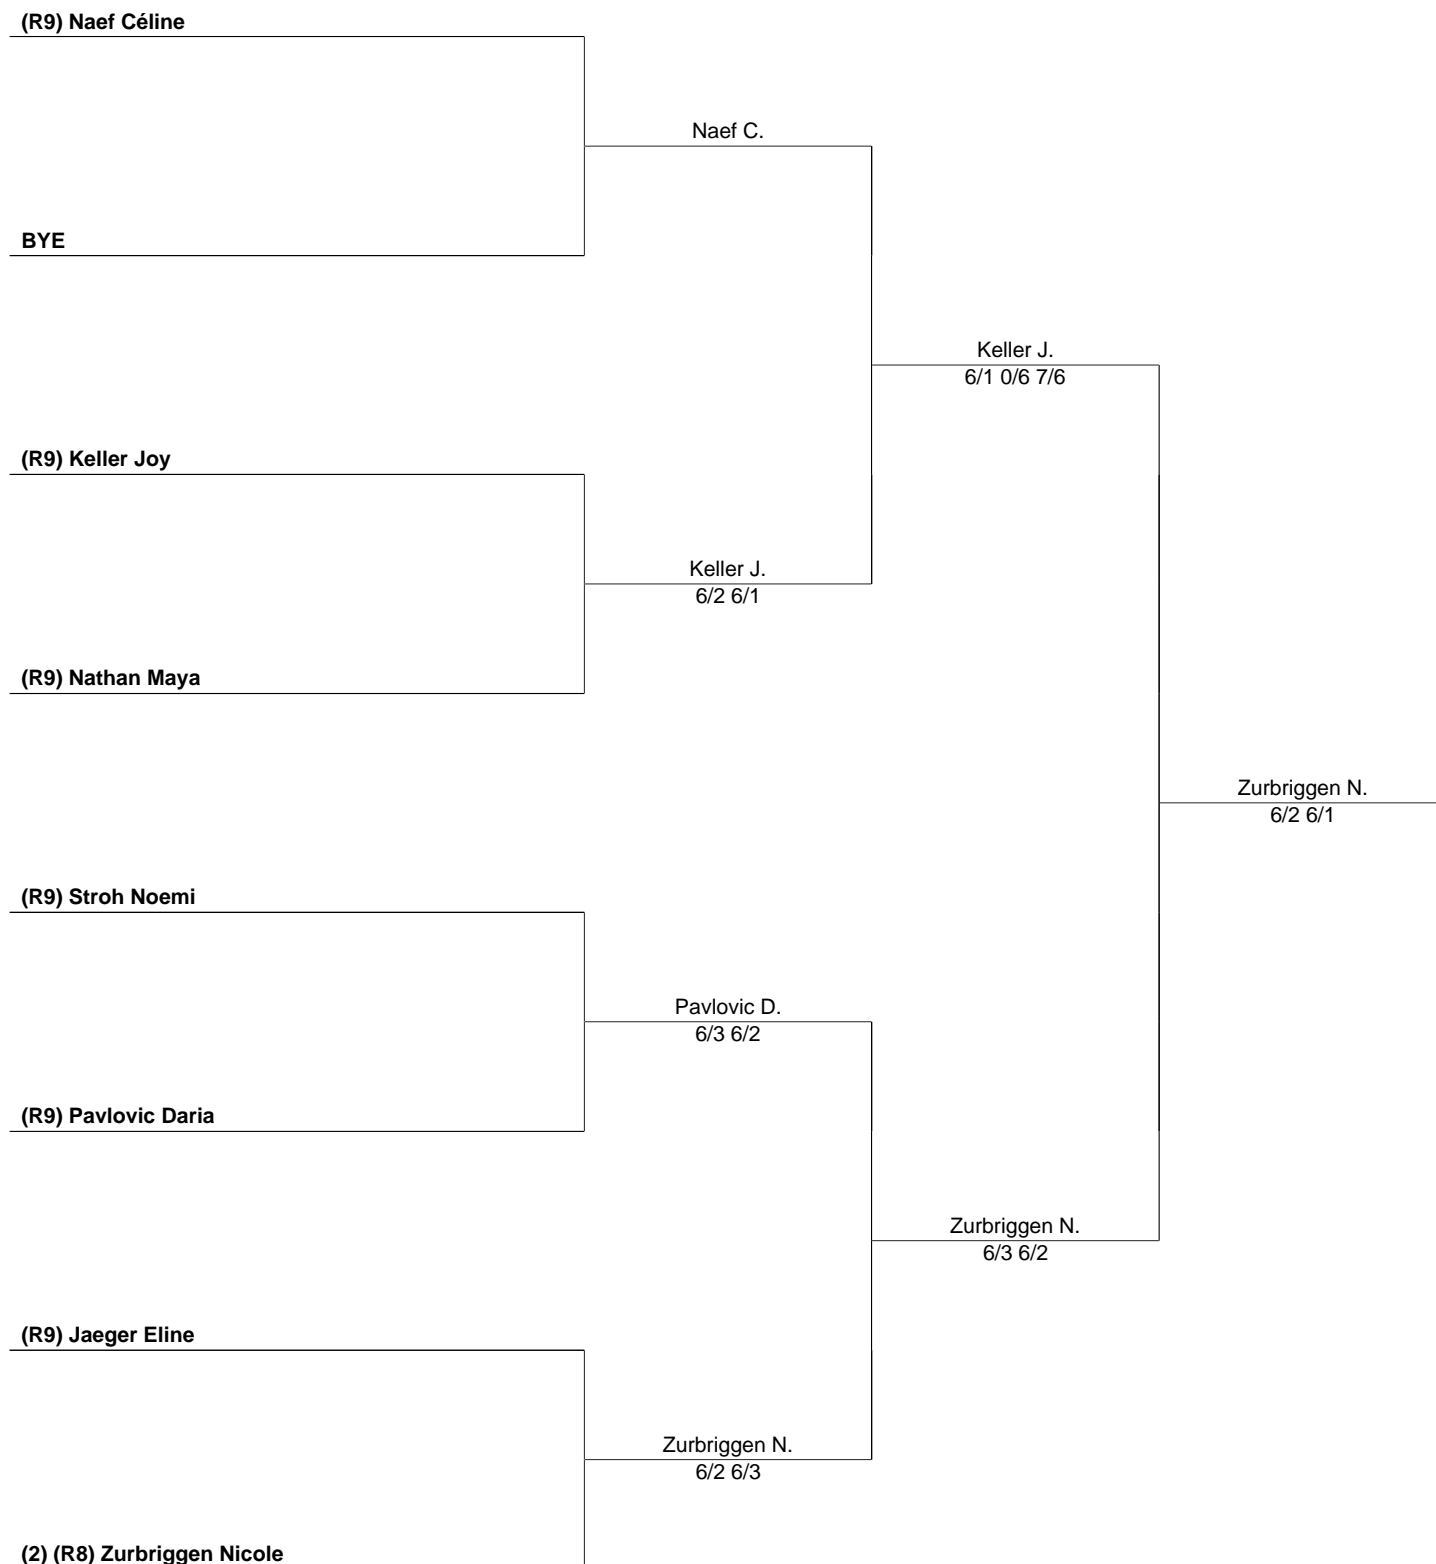 (R9) Naef Céline
Naef C.
BYE
Keller J.
6/1 0/6 7/6
(R9) Keller Joy
Keller J.
6/2 6/1
(R9) Nathan Maya
Zurbriggen N.
6/2 6/1
(R9) Stroh Noemi
Pavlovic D.
6/3 6/2
(R9) Pavlovic Daria
Zurbriggen N.
6/3 6/2
(R9) Jaeger Eline
Zurbriggen N.
6/2 6/3
(2) (R8) Zurbriggen Nicole